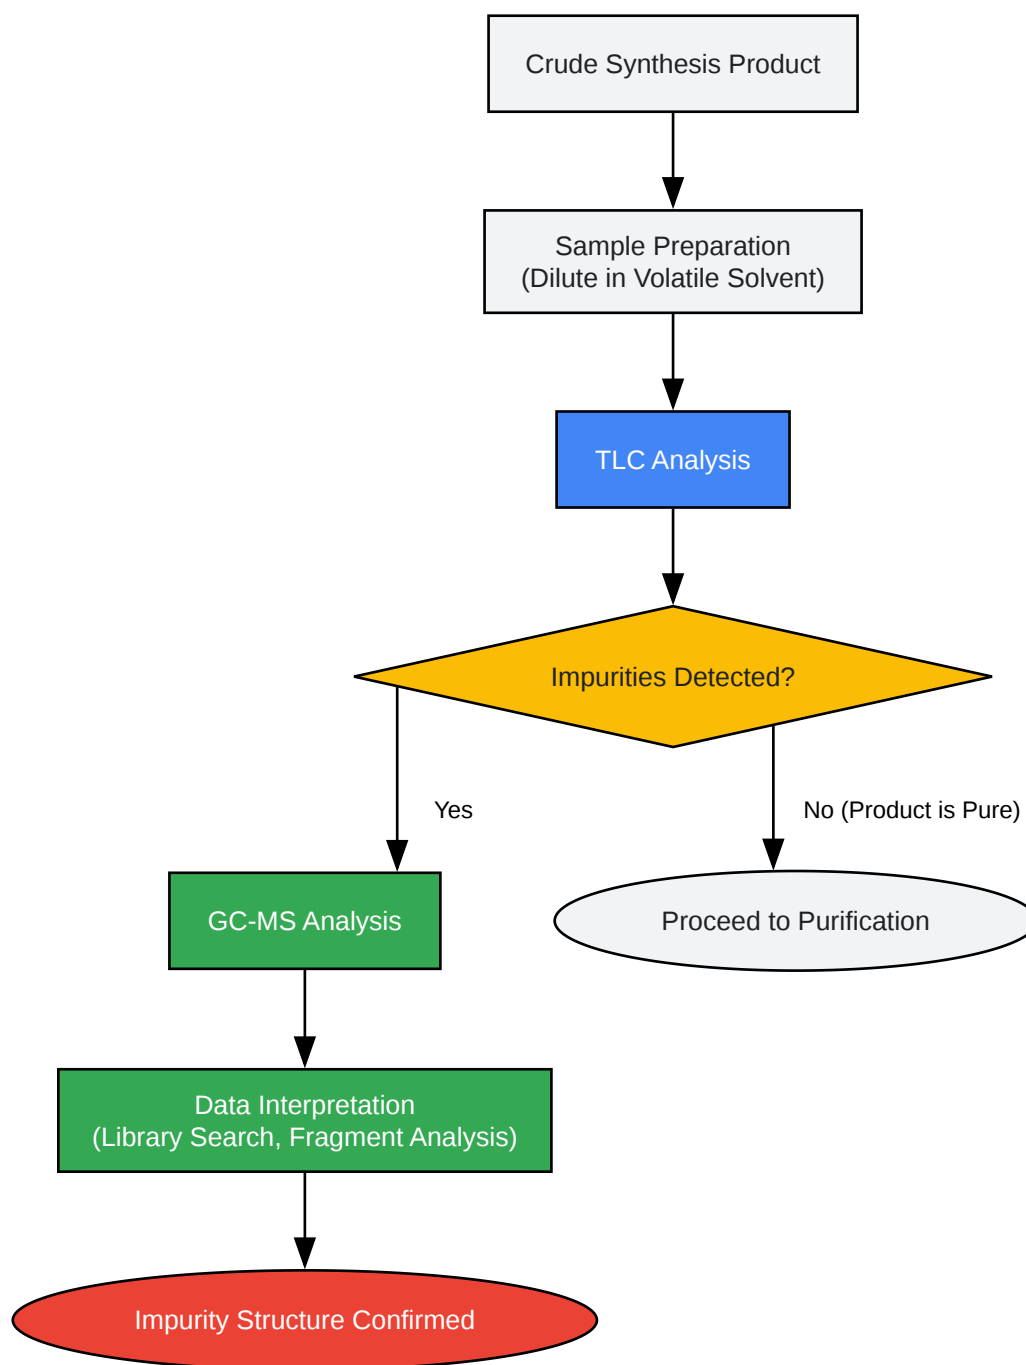 Crude Synthesis Product
Sample Preparation
(Dilute in Volatile Solvent)
TLC Analysis
Impurities Detected?
Yes
No (Product is Pure)
GC-MS Analysis
Proceed to Purification
Data Interpretation
(Library Search, Fragment Analysis)
Impurity Structure Confirmed